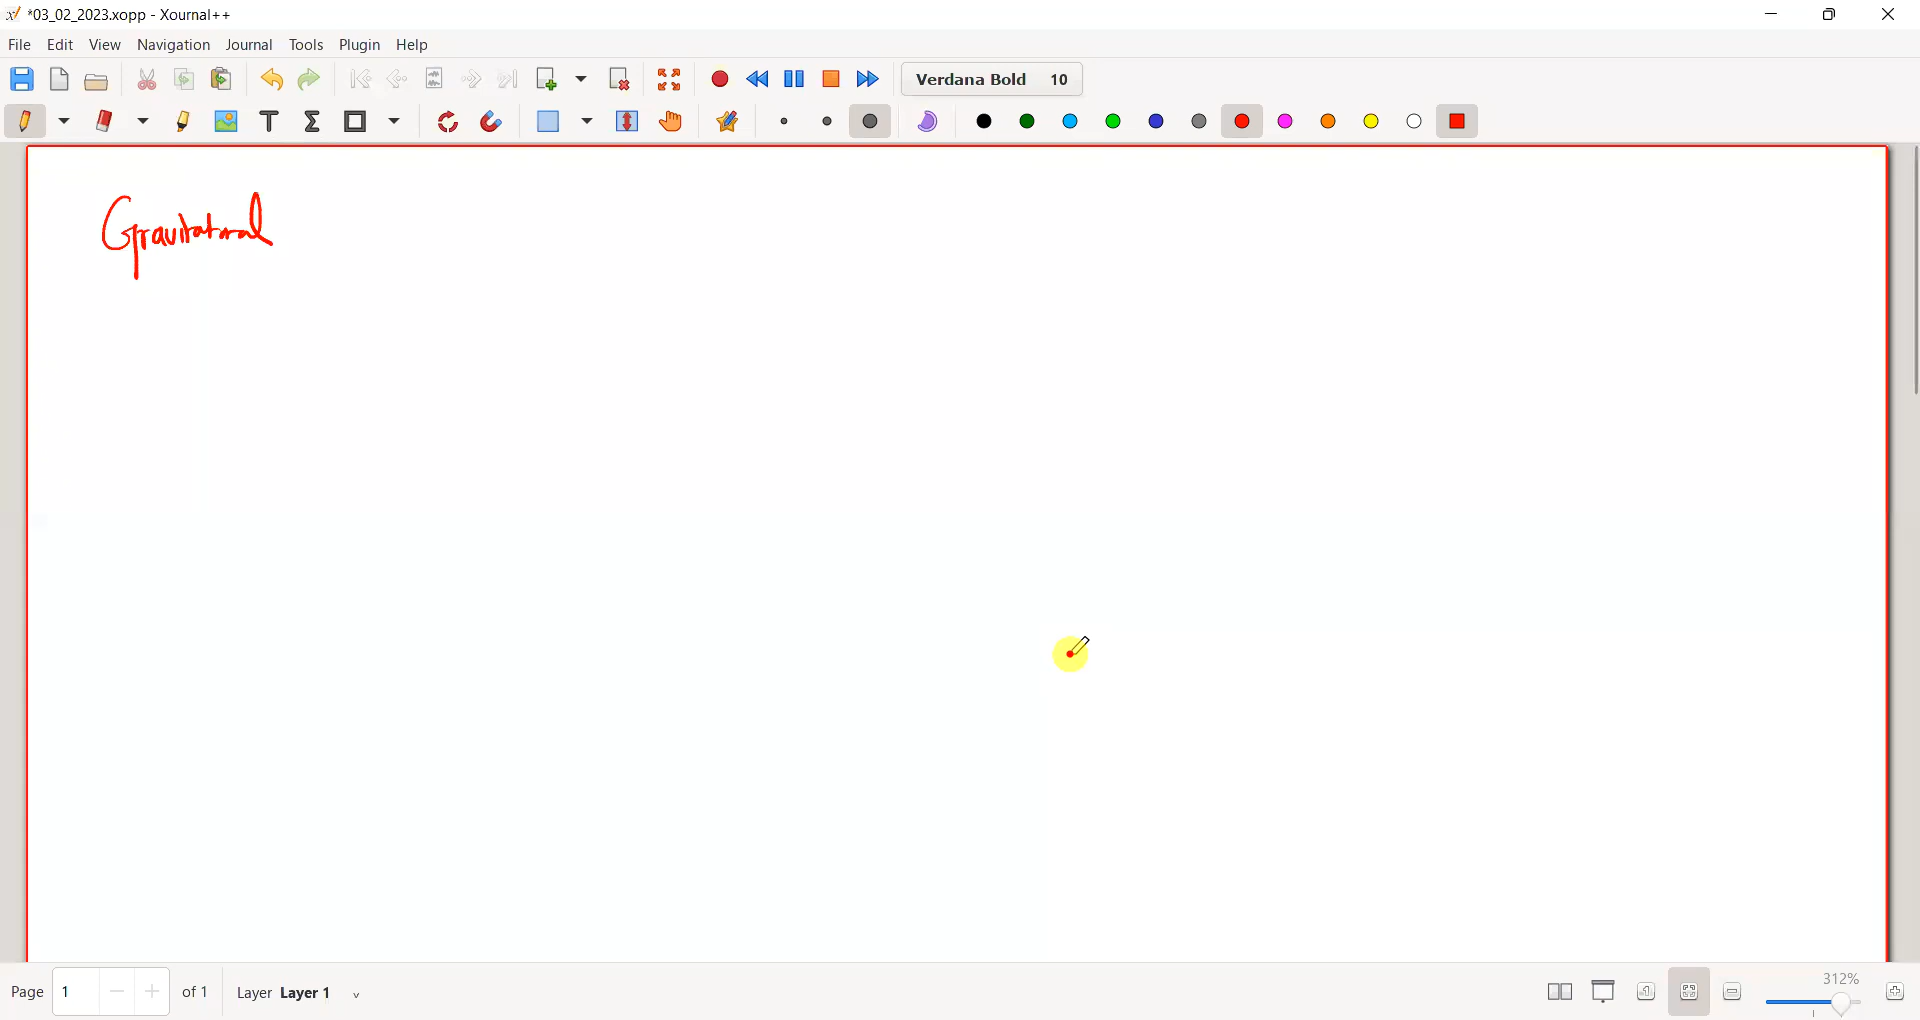 *03_02_2023.xopp - Xournal++
File Edit View Navigation Journal Tools Plugin Help
Verdana Bold 10
Gravitational
Page 1 of 1 Layer Layer 1 312%